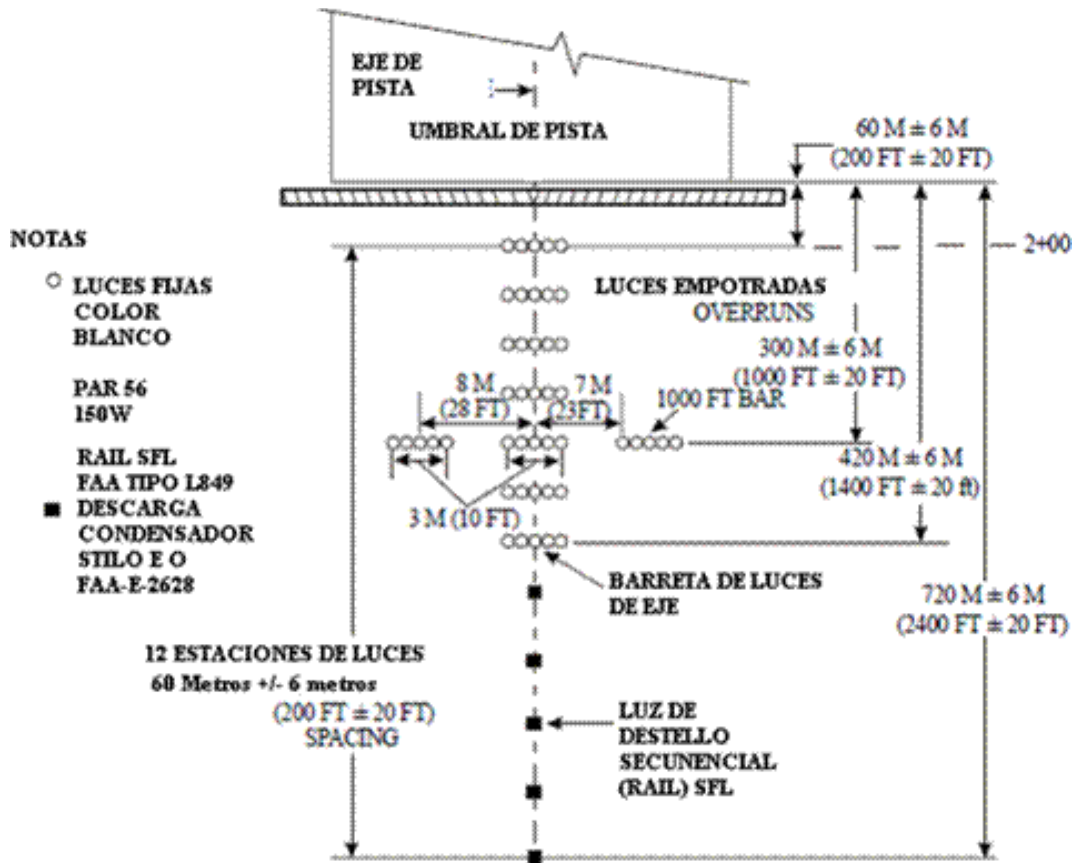 EJE DE
PISTA
UMBRAL DE PISTA
60 M ± 6 M
(200 FT ± 20 FT)
2+00
NOTAS
LUCES FIJAS
COLOR
BLANCO
PAR 56
150W
RAIL SFL
FAA TIPO L849
DESCARGA
CONDENSADOR
STILO E O
FAA-E-2628
LUCES EMPOTRADAS
OVERRUNS
300 M ± 6 M
(1000 FT ± 20 FT)
8 M
(28 FT)
7 M
(23FT)
1000 FT BAR
3 M (10 FT)
420 M ± 6 M
(1400 FT ± 20 ft)
BARRETA DE LUCES
DE EJE
720 M ± 6 M
(2400 FT ± 20 FT)
12 ESTACIONES DE LUCES
60 Metros +/- 6 metros
(200 FT ± 20 FT)
SPACING
LUZ DE
DESTELLO
SECUNENCIAL
(RAIL) SFL